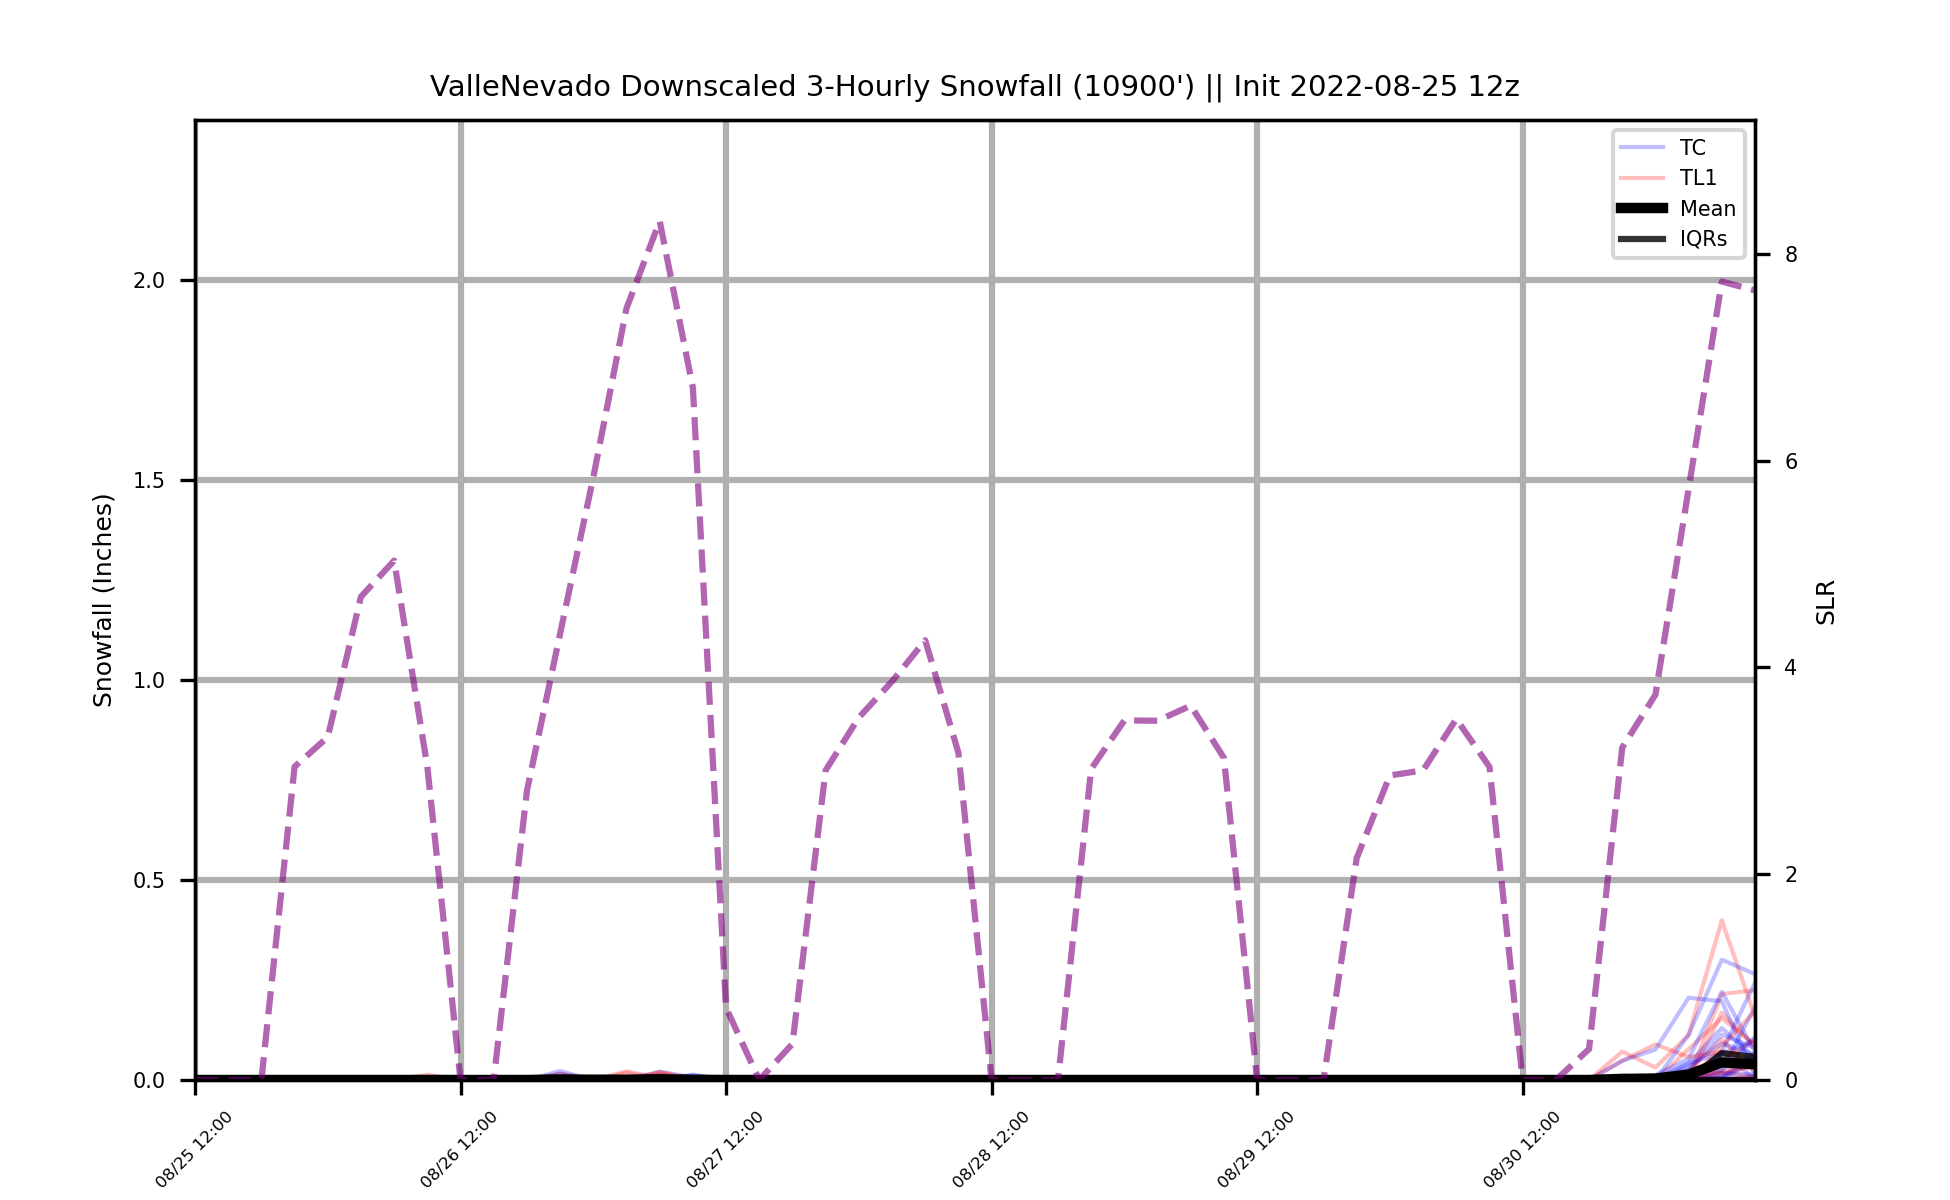 ValleNevado Downscaled 3-Hourly Snowfall (10900') || Init 2022-08-25 12z
TC
TL1
Mean
IQRs
Snowfall (Inches)
2.0
1.5
1.0
0.5
0.0
8
6
4
2
0
SLR
08/25 12:00
08/26 12:00
08/27 12:00
08/28 12:00
08/29 12:00
08/30 12:00